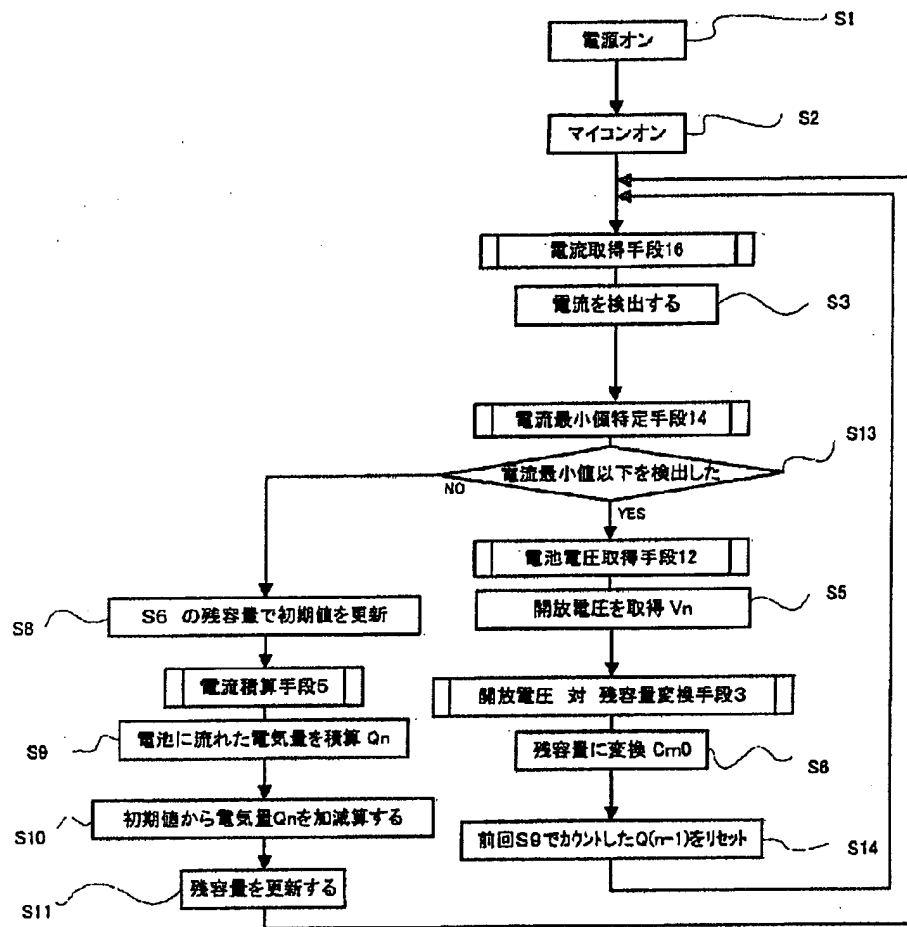 S1
電源オン
S2
マイコンオン
電流取得手段16
電流を検出する
S3
電流最小値特定手段14
S13
電流最小値以下を検出した
NO
YES
電池電圧取得手段12
開放電圧を取得 Vn
S5
S8
S6 の残容量で初期値を更新
電流積算手段5
開放電圧 対 残容量変換手段3
S9
電池に流れた電気量を積算 Qn
残容量に変換 Crn0
S6
S10
初期値から電気量Qnを加減算する
前回S9でカウントしたQ(n-1)をリセット
S14
S11
残容量を更新する